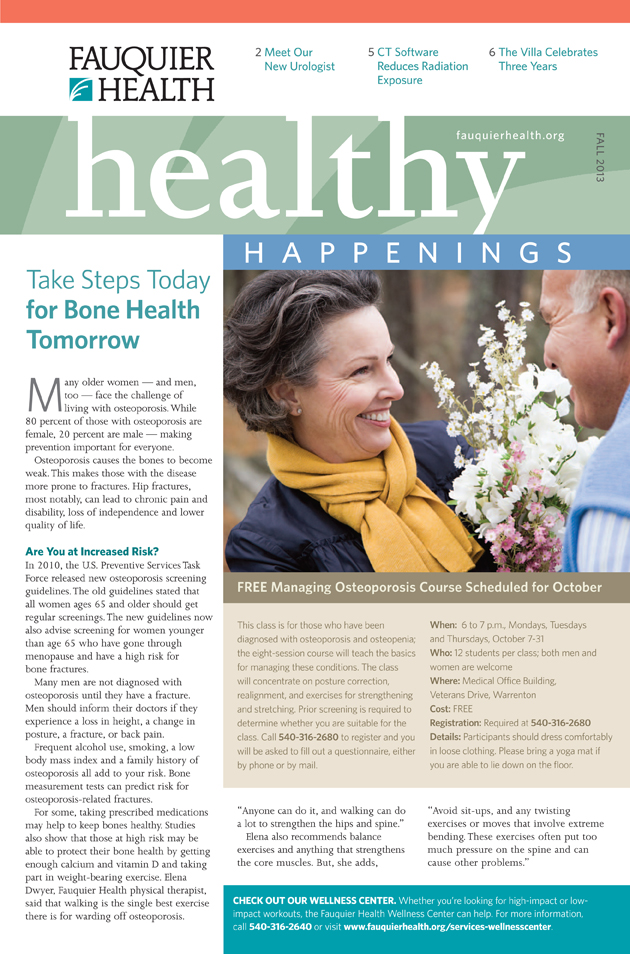 FAUQUIER
HEALTH
2 Meet Our
New Urologist
5 CT Software
Reduces Radiation
Exposure
6 The Villa Celebrates
Three Years
fauquierhealth.org
FALL 2013
healthy
HAPPENINGS
Take Steps Today
for Bone Health
Tomorrow
Many older women — and men,
too — face the challenge of
living with osteoporosis. While
80 percent of those with osteoporosis are
female, 20 percent are male — making
prevention important for everyone.
Osteoporosis causes the bones to become
weak. This makes those with the disease
more prone to fractures. Hip fractures,
most notably, can lead to chronic pain and
disability, loss of independence and lower
quality of life.
Are You at Increased Risk?
In 2010, the U.S. Preventive Services Task
Force released new osteoporosis screening
guidelines. The old guidelines stated that
all women ages 65 and older should get
regular screenings. The new guidelines now
also advise screening for women younger
than age 65 who have gone through
menopause and have a high risk for
bone fractures.
Many men are not diagnosed with
osteoporosis until they have a fracture.
Men should inform their doctors if they
experience a loss in height, a change in
posture, a fracture, or back pain.
Frequent alcohol use, smoking, a low
body mass index and a family history of
osteoporosis all add to your risk. Bone
measurement tests can predict risk for
osteoporosis-related fractures.
For some, taking prescribed medications
may help to keep bones healthy. Studies
also show that those at high risk may be
able to protect their bone health by getting
enough calcium and vitamin D and taking
part in weight-bearing exercise. Elena
Dwyer, Fauquier Health physical therapist,
said that walking is the single best exercise
there is for warding off osteoporosis.
FREE Managing Osteoporosis Course Scheduled for October
This class is for those who have been
diagnosed with osteoporosis and osteopenia;
the eight-session course will teach the basics
for managing these conditions. The class
will concentrate on posture correction,
realignment, and exercises for strengthening
and stretching. Prior screening is required to
determine whether you are suitable for the
class. Call 540-316-2680 to register and you
will be asked to fill out a questionnaire, either
by phone or by mail.
When: 6 to 7 p.m., Mondays, Tuesdays
and Thursdays, October 7-31
Who: 12 students per class; both men and
women are welcome
Where: Medical Office Building,
Veterans Drive, Warrenton
Cost: FREE
Registration: Required at 540-316-2680
Details: Participants should dress comfortably
in loose clothing. Please bring a yoga mat if
you are able to lie down on the floor.
“Anyone can do it, and walking can do
a lot to strengthen the hips and spine.”
Elena also recommends balance
exercises and anything that strengthens
the core muscles. But, she adds,
“Avoid sit-ups, and any twisting
exercises or moves that involve extreme
bending. These exercises often put too
much pressure on the spine and can
cause other problems.”
CHECK OUT OUR WELLNESS CENTER. Whether you’re looking for high-impact or low-
impact workouts, the Fauquier Health Wellness Center can help. For more information,
call 540-316-2640 or visit www.fauquierhealth.org/services-wellnesscenter.